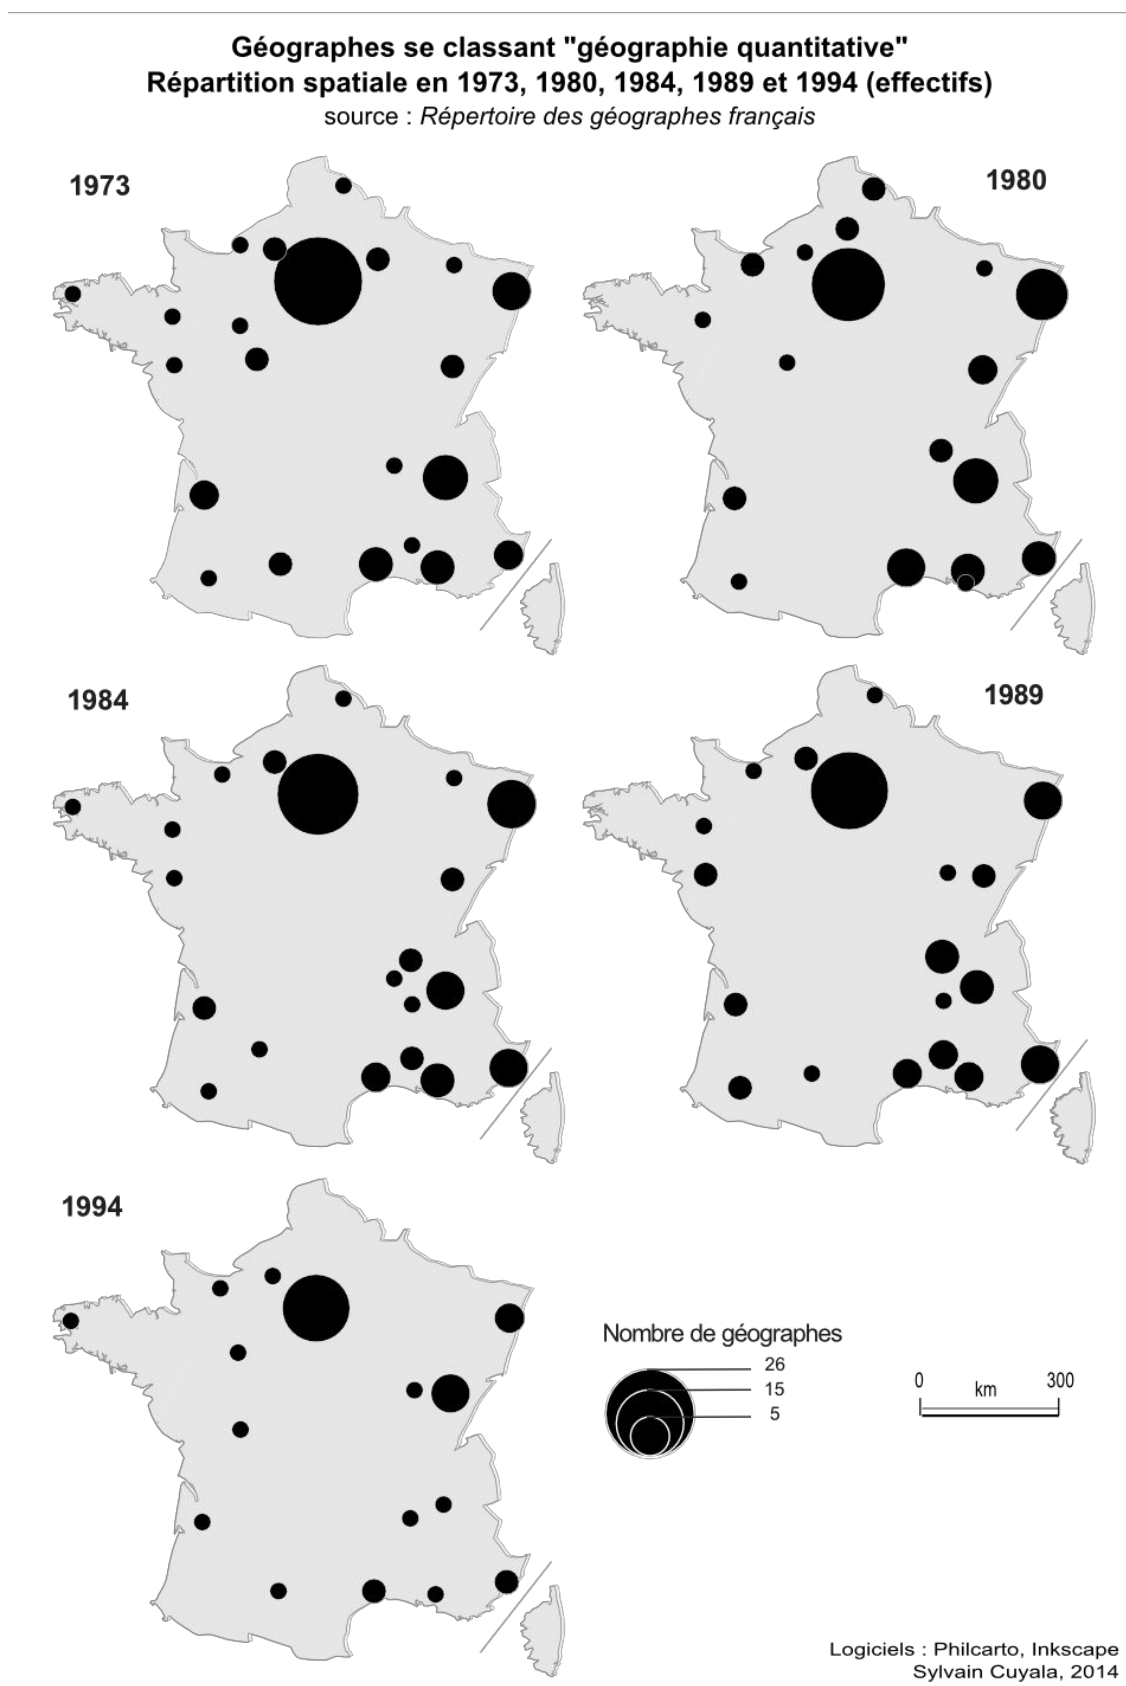 Géographes se classant "géographie quantitative"
Répartition spatiale en 1973, 1980, 1984, 1989 et 1994 (effectifs)
source : Répertoire des géographes français
1973
1980
1984
1989
1994
Nombre de géographes
26
15
5
0 km 300
Logiciels : Philcarto, Inkscape
Sylvain Cuyala, 2014